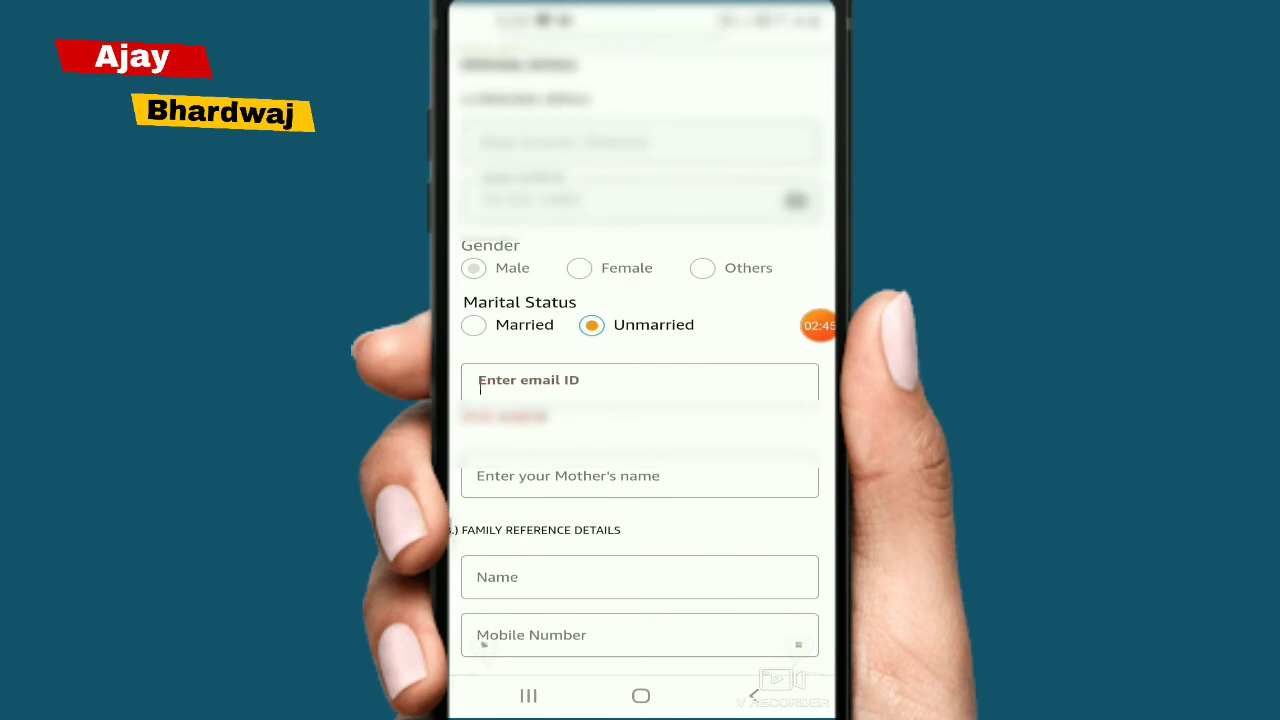 Ajay
Bhardwaj
Gender
Male Female Others
Marital Status
Married Unmarried
02:45
Enter email ID
Enter your Mother's name
.) FAMILY REFERENCE DETAILS
Name
Mobile Number
V RECORDER